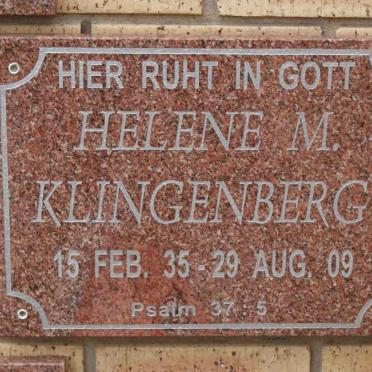 HIER RUHT IN GOTT
HELENE M.
KLINGENBERG
15 FEB. 35 - 29 AUG. 09
Psalm 37 : 5